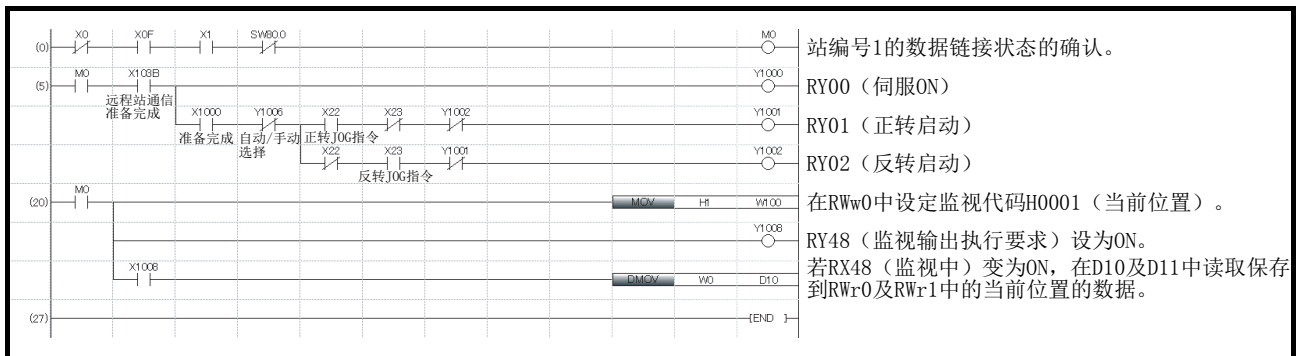 X0 X0F X1 SW80.0 M0
(0) 站编号1的数据链接状态的确认。
M0 X103B Y1000
(5) RY00（伺服ON）
远程站通信
准备完成
X1000 Y1006 X22 X23 Y1002 Y1001
RY01（正转启动）
准备完成 自动/手动 正转JOG指令
选择
X22 X23 Y1001 Y1002
RY02（反转启动）
反转JOG指令
M0
(20) MOV H1 W100 在RWw0中设定监视代码H0001（当前位置）。
Y1008
RY48（监视输出执行要求）设为ON。
X1008
DMOV W0 D10
若RX48（监视中）变为ON，在D10及D11中读取保存
到RWr0及RWr1中的当前位置的数据。
(27) [END ]